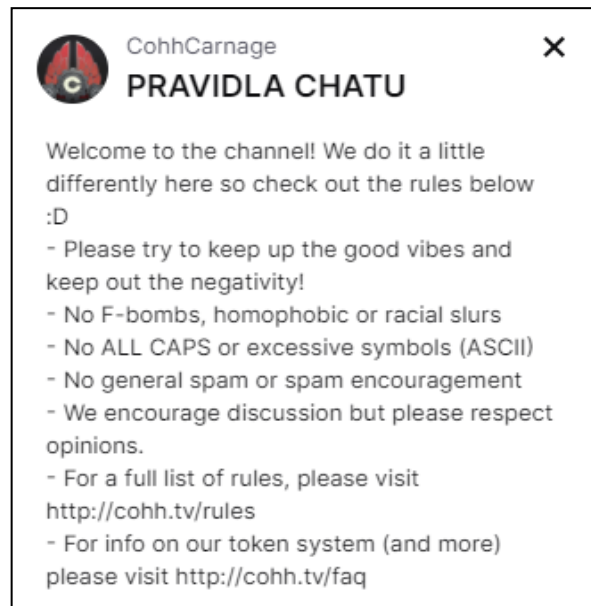 CohhCarnage
PRAVIDLA CHATU
Welcome to the channel! We do it a little
differently here so check out the rules below
:D
- Please try to keep up the good vibes and
keep out the negativity!
- No F-bombs, homophobic or racial slurs
- No ALL CAPS or excessive symbols (ASCII)
- No general spam or spam encouragement
- We encourage discussion but please respect
opinions.
- For a full list of rules, please visit
http://cohh.tv/rules
- For info on our token system (and more)
please visit http://cohh.tv/faq